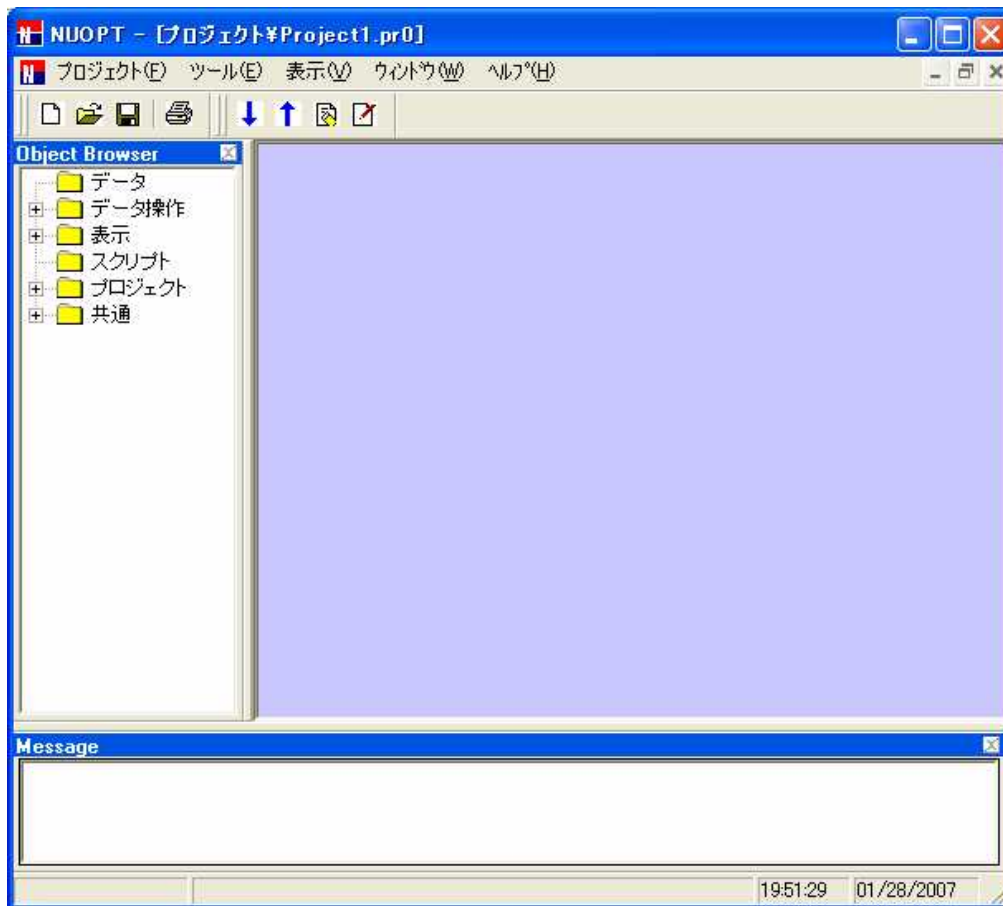 NUOPT - [プロジェクト¥Project1.pr0]
プロジェクト(F) ツール(E) 表示(V) ウィンドウ(W) ヘルプ(H)
Object Browser
データ
データ操作
表示
スクリプト
プロジェクト
共通
Message
19:51:29 01/28/2007